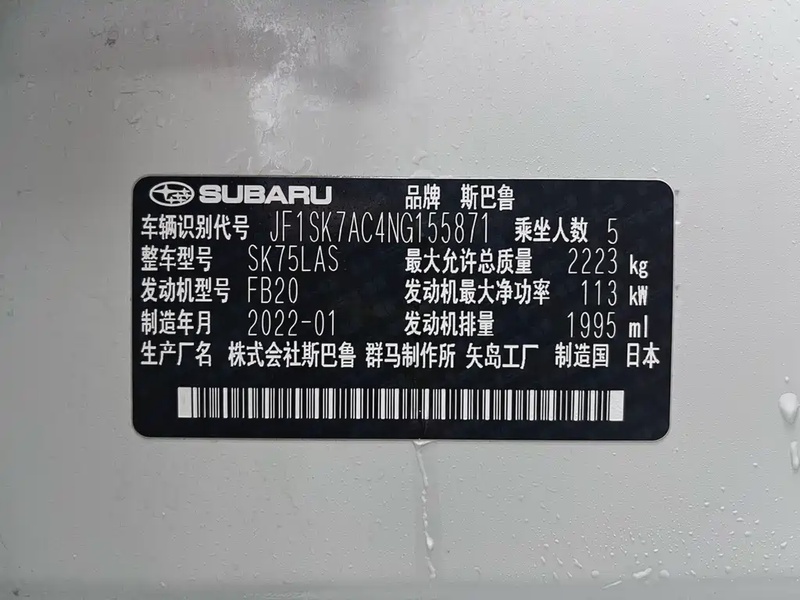 SUBARU 品牌 斯巴鲁
车辆识别代号 JF1SK7AC4NG155871 乘坐人数 5
整车型号 SK75LAS 最大允许总质量 2223 kg
发动机型号 FB20 发动机最大净功率 113 kW
制造年月 2022-01 发动机排量 1995 ml
生产厂名 株式会社斯巴鲁 群马制作所 矢岛工厂 制造国 日本